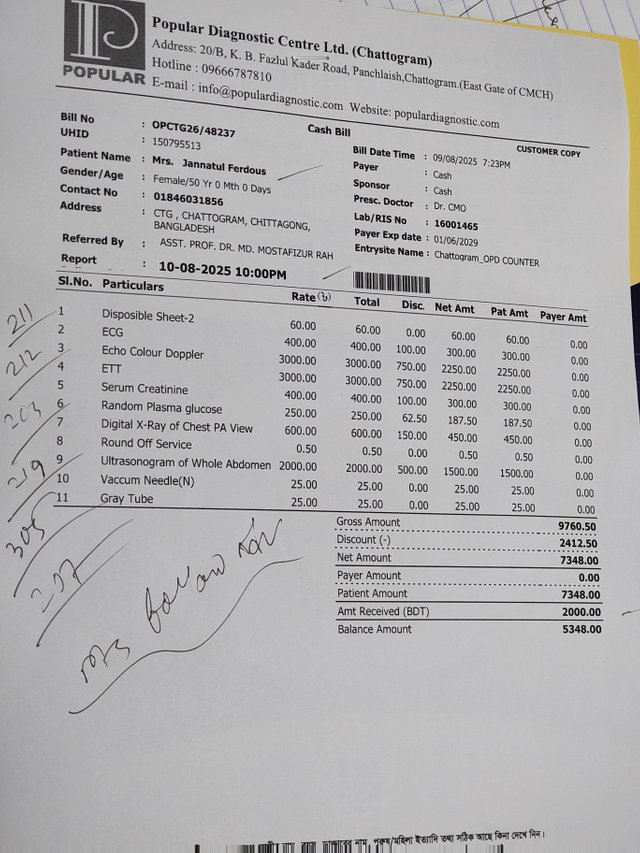 POPULAR
Popular Diagnostic Centre Ltd. (Chattogram)
Address: 20/B, K. B. Fazlul Kader Road, Panchlaish,Chattogram.(East Gate of CMCH)
Hotline : 09666787810
E-mail : info@populardiagnostic.com Website: populardiagnostic.com
Cash Bill
CUSTOMER COPY
Bill No : OPCTG26/48237
UHID : 150795513
Patient Name : Mrs. Jannatul Ferdous
Gender/Age : Female/50 Yr 0 Mth 0 Days
Contact No : 01846031856
Address : CTG , CHATTOGRAM, CHITTAGONG,
BANGLADESH
Referred By : ASST. PROF. DR. MD. MOSTAFIZUR RAH
Report : 10-08-2025 10:00PM
Bill Date Time : 09/08/2025 7:23PM
Payer : Cash
Sponsor : Cash
Presc. Doctor : Dr. CMO
Lab/RIS No : 16001465
Payer Exp date : 01/06/2029
Entrysite Name : Chattogram_OPD COUNTER
Sl.No. Particulars Rate(৳) Total Disc. Net Amt Pat Amt Payer Amt
1 Disposible Sheet-2 60.00 60.00 0.00 60.00 60.00 0.00
2 ECG 400.00 400.00 100.00 300.00 300.00 0.00
3 Echo Colour Doppler 3000.00 3000.00 750.00 2250.00 2250.00 0.00
4 ETT 3000.00 3000.00 750.00 2250.00 2250.00 0.00
5 Serum Creatinine 400.00 400.00 100.00 300.00 300.00 0.00
6 Random Plasma glucose 250.00 250.00 62.50 187.50 187.50 0.00
7 Digital X-Ray of Chest PA View 600.00 600.00 150.00 450.00 450.00 0.00
8 Round Off Service 0.50 0.50 0.00 0.50 0.50 0.00
9 Ultrasonogram of Whole Abdomen 2000.00 2000.00 500.00 1500.00 1500.00 0.00
10 Vaccum Needle(N) 25.00 25.00 0.00 25.00 25.00 0.00
11 Gray Tube 25.00 25.00 0.00 25.00 25.00 0.00
Gross Amount 9760.50
Discount (-) 2412.50
Net Amount 7348.00
Payer Amount 0.00
Patient Amount 7348.00
Amt Received (BDT) 2000.00
Balance Amount 5348.00
211
212
203
219
305
207
পুরুষ/মহিলা ইত্যাদি তথ্য সঠিক আছে কিনা দেখে নিন।